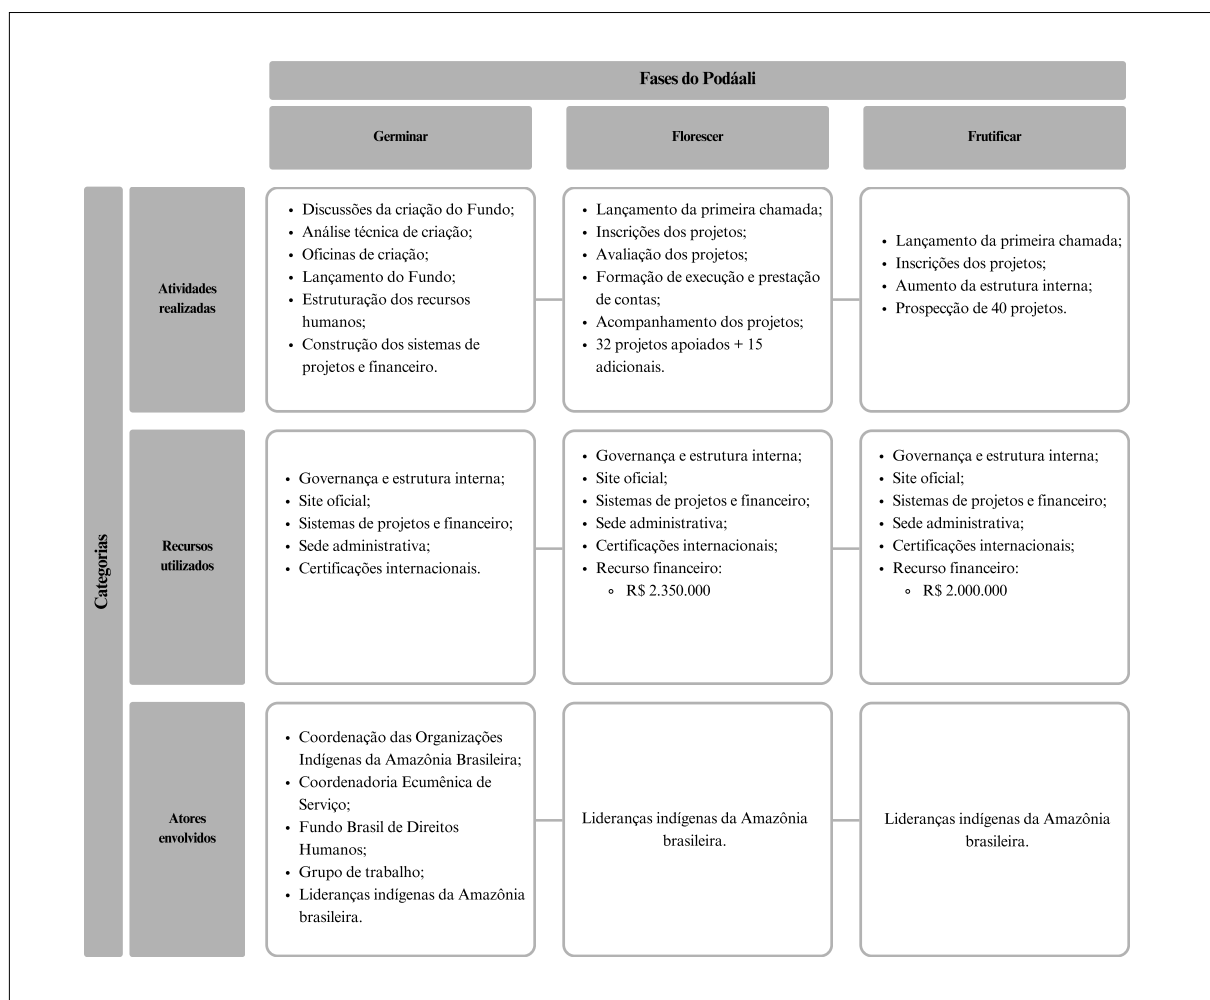 Fases do Podáali
Germinar
Florescer
Frutificar
Categorias
Atividades
realizadas
• Discussões da criação do Fundo;
• Análise técnica de criação;
• Oficinas de criação;
• Lançamento do Fundo;
• Estruturação dos recursos
humanos;
• Construção dos sistemas de
projetos e financeiro.
• Lançamento da primeira chamada;
• Inscrições dos projetos;
• Avaliação dos projetos;
• Formação de execução e prestação
de contas;
• Acompanhamento dos projetos;
• 32 projetos apoiados + 15
adicionais.
• Lançamento da primeira chamada;
• Inscrições dos projetos;
• Aumento da estrutura interna;
• Prospecção de 40 projetos.
Recursos
utilizados
• Governança e estrutura interna;
• Site oficial;
• Sistemas de projetos e financeiro;
• Sede administrativa;
• Certificações internacionais.
• Governança e estrutura interna;
• Site oficial;
• Sistemas de projetos e financeiro;
• Sede administrativa;
• Certificações internacionais;
• Recurso financeiro:
◦ R$ 2.350.000
• Governança e estrutura interna;
• Site oficial;
• Sistemas de projetos e financeiro;
• Sede administrativa;
• Certificações internacionais;
• Recurso financeiro:
◦ R$ 2.000.000
Atores
envolvidos
• Coordenação das Organizações
Indígenas da Amazônia Brasileira;
• Coordenadoria Ecumênica de
Serviço;
• Fundo Brasil de Direitos
Humanos;
• Grupo de trabalho;
• Lideranças indígenas da Amazônia
brasileira.
Lideranças indígenas da Amazônia
brasileira.
Lideranças indígenas da Amazônia
brasileira.